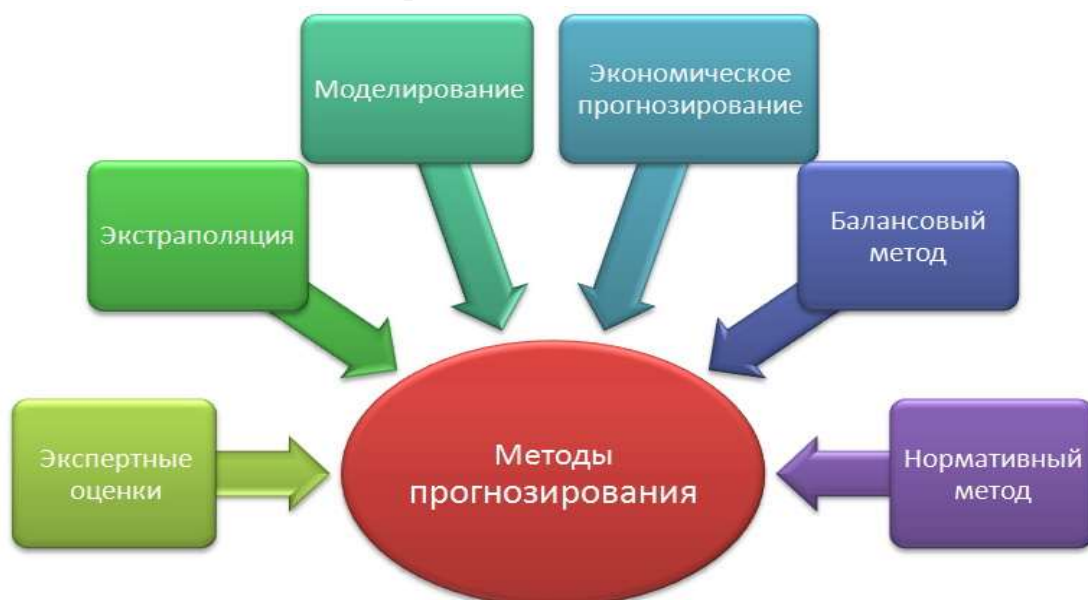 Моделирование
Экономическое
прогнозирование
Экстраполяция
Балансовый
метод
Экспертные
оценки
Методы
прогнозирования
Нормативный
метод